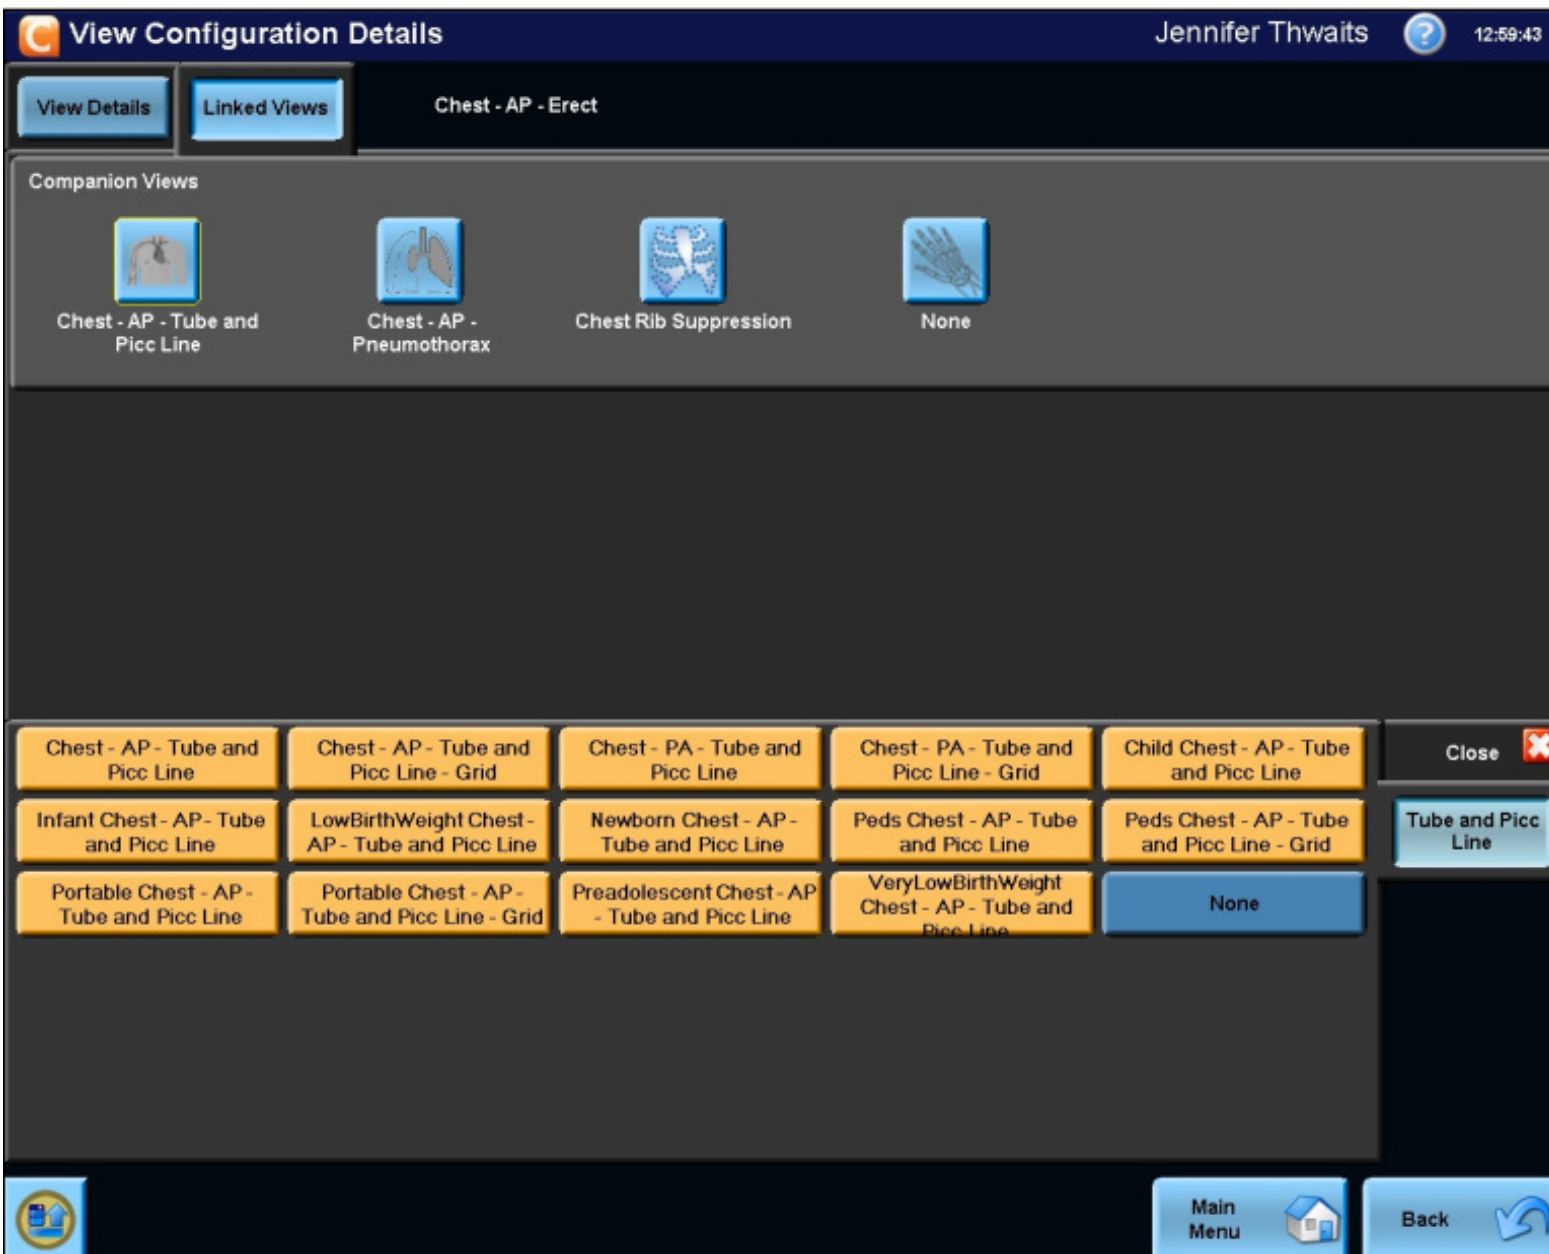 View Configuration Details
Jennifer Thwaits
12:59:43
View Details
Linked Views
Chest - AP - Erect
Companion Views
Chest - AP - Tube and
Picc Line
Chest - AP -
Pneumothorax
Chest Rib Suppression
None
Chest - AP - Tube and
Picc Line
Chest - AP - Tube and
Picc Line - Grid
Chest - PA - Tube and
Picc Line
Chest - PA - Tube and
Picc Line - Grid
Child Chest - AP - Tube
and Picc Line
Close
Infant Chest - AP - Tube
and Picc Line
LowBirthWeight Chest -
AP - Tube and Picc Line
Newborn Chest - AP -
Tube and Picc Line
Peds Chest - AP - Tube
and Picc Line
Peds Chest - AP - Tube
and Picc Line - Grid
Tube and Picc
Line
Portable Chest - AP -
Tube and Picc Line
Portable Chest - AP -
Tube and Picc Line - Grid
Preadolescent Chest - AP
- Tube and Picc Line
VeryLowBirthWeight
Chest - AP - Tube and
Picc Line
None
Main
Menu
Back